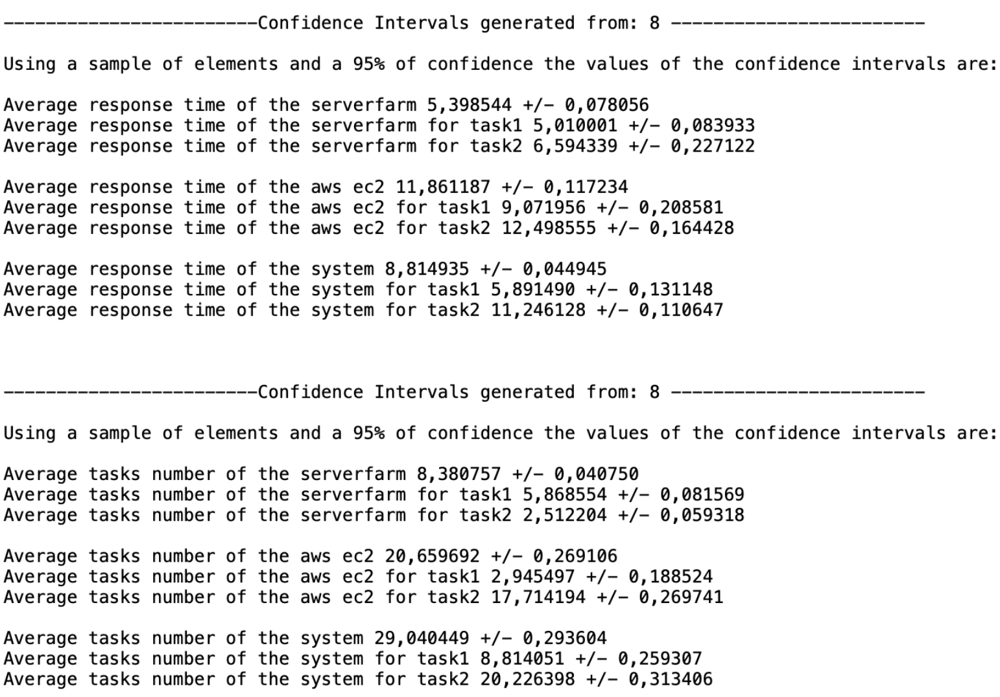 ------------------------Confidence Intervals generated from: 8 ------------------------
Using a sample of elements and a 95% of confidence the values of the confidence intervals are:
Average response time of the serverfarm 5,398544 +/- 0,078056
Average response time of the serverfarm for task1 5,010001 +/- 0,083933
Average response time of the serverfarm for task2 6,594339 +/- 0,227122
Average response time of the aws ec2 11,861187 +/- 0,117234
Average response time of the aws ec2 for task1 9,071956 +/- 0,208581
Average response time of the aws ec2 for task2 12,498555 +/- 0,164428
Average response time of the system 8,814935 +/- 0,044945
Average response time of the system for task1 5,891490 +/- 0,131148
Average response time of the system for task2 11,246128 +/- 0,110647
------------------------Confidence Intervals generated from: 8 ------------------------
Using a sample of elements and a 95% of confidence the values of the confidence intervals are:
Average tasks number of the serverfarm 8,380757 +/- 0,040750
Average tasks number of the serverfarm for task1 5,868554 +/- 0,081569
Average tasks number of the serverfarm for task2 2,512204 +/- 0,059318
Average tasks number of the aws ec2 20,659692 +/- 0,269106
Average tasks number of the aws ec2 for task1 2,945497 +/- 0,188524
Average tasks number of the aws ec2 for task2 17,714194 +/- 0,269741
Average tasks number of the system 29,040449 +/- 0,293604
Average tasks number of the system for task1 8,814051 +/- 0,259307
Average tasks number of the system for task2 20,226398 +/- 0,313406